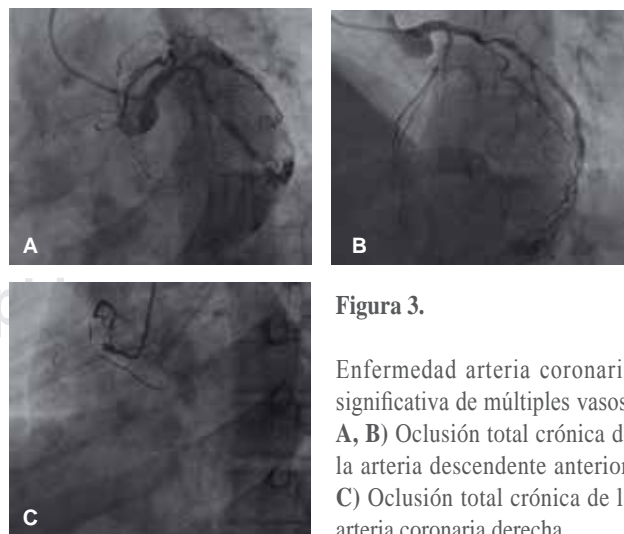 A
B
C
Figura 3.
Enfermedad arteria coronari
significativa de múltiples vasos
A, B) Oclusión total crónica d
la arteria descendente anterior
C) Oclusión total crónica de l
arteria coronaria derecha